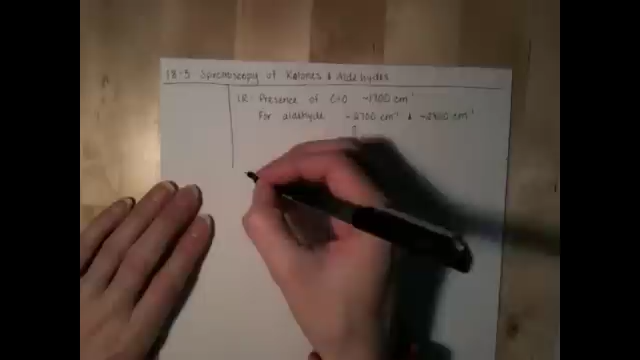 18-5 Spectroscopy of Ketones & Aldehydes
IR: Presence of C=O ~1700 cm⁻¹
For aldehyde ~2700 cm⁻¹ & ~2800 cm⁻¹